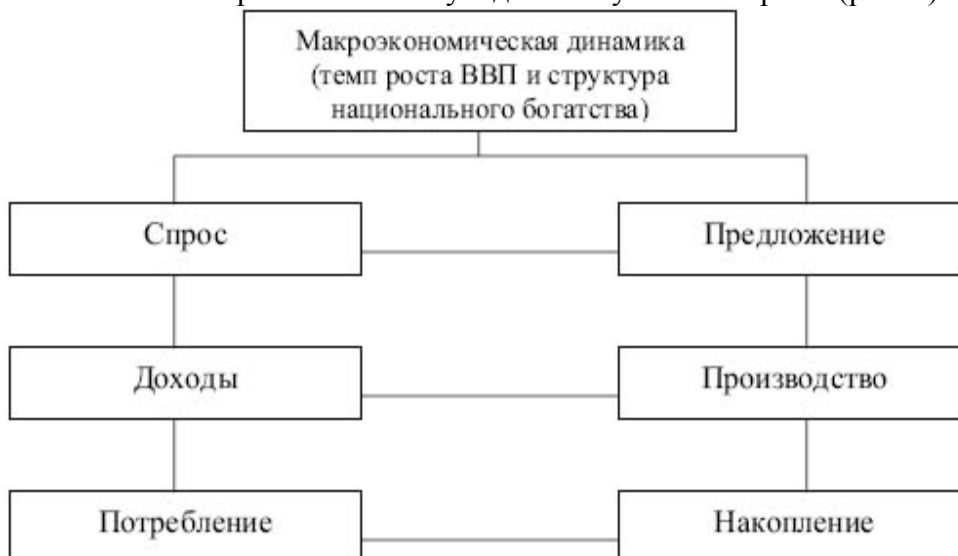 Макроэкономическая динамика
(темп роста ВВП и структура
национального богатства)
Спрос
Предложение
Доходы
Производство
Потребление
Накопление